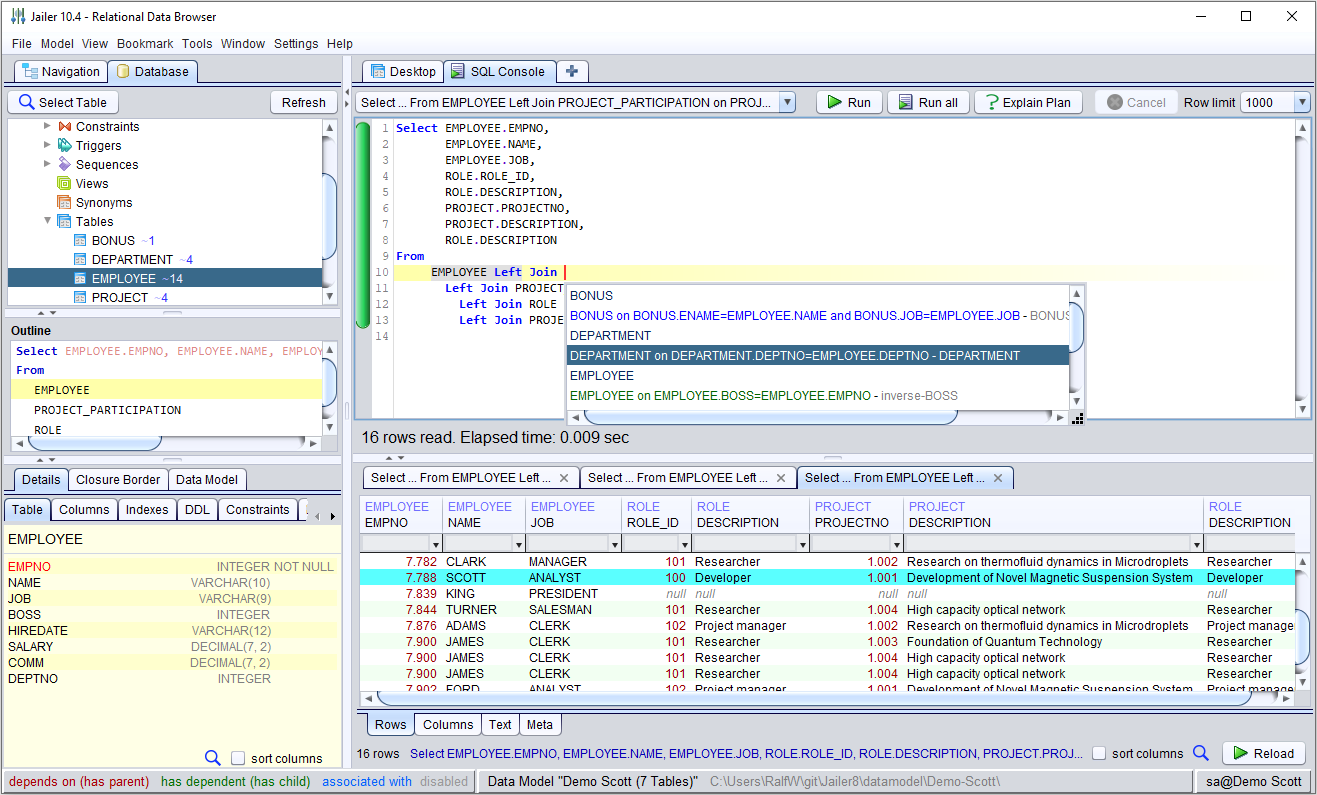 Jailer 10.4 - Relational Data Browser
File Model View Bookmark Tools Window Settings Help
Navigation Database
Select Table Refresh
Constraints
Triggers
Sequences
Views
Synonyms
Tables
BONUS ~1
DEPARTMENT ~4
EMPLOYEE ~14
PROJECT ~4
Outline
Select EMPLOYEE.EMPNO, EMPLOYEE.NAME, EMPLOY
From
EMPLOYEE
PROJECT_PARTICIPATION
ROLE
Details Closure Border Data Model
Table Columns Indexes DDL Constraints
EMPLOYEE
EMPNO INTEGER NOT NULL
NAME VARCHAR(10)
JOB VARCHAR(9)
BOSS INTEGER
HIREDATE VARCHAR(12)
SALARY DECIMAL(7, 2)
COMM DECIMAL(7, 2)
DEPTNO INTEGER
sort columns
Desktop SQL Console
Select ... From EMPLOYEE Left Join PROJECT_PARTICIPATION on PROJ... Run Run all Explain Plan Cancel Row limit 1000
1 Select EMPLOYEE.EMPNO,
2 EMPLOYEE.NAME,
3 EMPLOYEE.JOB,
4 ROLE.ROLE_ID,
5 ROLE.DESCRIPTION,
6 PROJECT.PROJECTNO,
7 PROJECT.DESCRIPTION,
8 ROLE.DESCRIPTION
9 From
10 EMPLOYEE Left Join
11 Left Join PROJECT
12 Left Join ROLE
13 Left Join PROJE
14
BONUS
BONUS on BONUS.ENAME=EMPLOYEE.NAME and BONUS.JOB=EMPLOYEE.JOB - BONUS
DEPARTMENT
DEPARTMENT on DEPARTMENT.DEPTNO=EMPLOYEE.DEPTNO - DEPARTMENT
EMPLOYEE
EMPLOYEE on EMPLOYEE.BOSS=EMPLOYEE.EMPNO - inverse-BOSS
16 rows read. Elapsed time: 0.009 sec
Select ... From EMPLOYEE Left ... Select ... From EMPLOYEE Left ... Select ... From EMPLOYEE Left ...
EMPLOYEE EMPLOYEE EMPLOYEE ROLE ROLE PROJECT PROJECT ROLE
EMPNO NAME JOB ROLE_ID DESCRIPTION PROJECTNO DESCRIPTION DESCRIPTION
7.782 CLARK MANAGER 101 Researcher 1.002 Research on thermofluid dynamics in Microdroplets Researcher
7.788 SCOTT ANALYST 100 Developer 1.001 Development of Novel Magnetic Suspension System Developer
7.839 KING PRESIDENT null null null null null
7.844 TURNER SALESMAN 101 Researcher 1.004 High capacity optical network Researcher
7.876 ADAMS CLERK 102 Project manager 1.002 Research on thermofluid dynamics in Microdroplets Project manage
7.900 JAMES CLERK 101 Researcher 1.003 Foundation of Quantum Technology Researcher
7.900 JAMES CLERK 101 Researcher 1.004 High capacity optical network Researcher
7.900 JAMES CLERK 101 Researcher 1.004 High capacity optical network Researcher
7.902 FORD ANALYST 102 Project manager 1.001 Development of Novel Magnetic Suspension System Project manage
Rows Columns Text Meta
16 rows Select EMPLOYEE.EMPNO, EMPLOYEE.NAME, EMPLOYEE.JOB, ROLE.ROLE_ID, ROLE.DESCRIPTION, PROJECT.PROJ... sort columns Reload
depends on (has parent) has dependent (has child) associated with disabled Data Model "Demo Scott (7 Tables)" C:\Users\RalfW\git\Jailer8\datamodel\Demo-Scott\ sa@Demo Scott